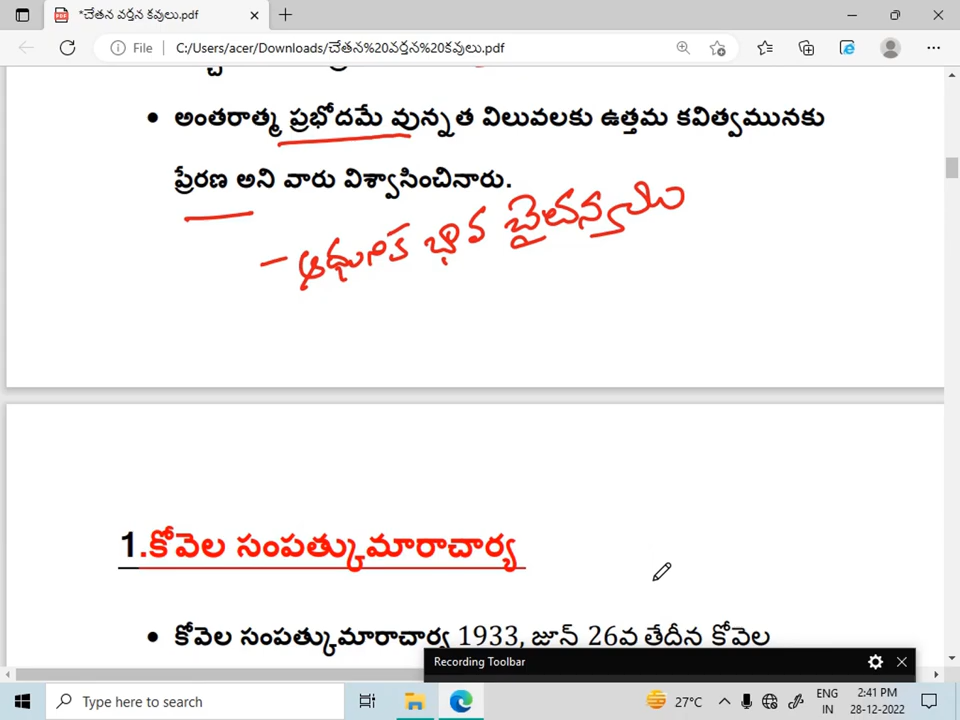 *చేతన వర్తన కవులు.pdf
File C:/Users/acer/Downloads/చేతన%20వర్తన%20కవులు.pdf
• అంతరాత్మ ప్రభోదమే వున్నత విలువలకు ఉత్తమ కవిత్వమునకు
ప్రేరణ అని వారు విశ్వాసించినారు.
- ఆధునిక భావ చైతన్యాలు
1.కోవెల సంపత్కుమారాచార్య
• కోవెల సంపత్కుమారాచార్య 1933, జూన్ 26వ తేదీన కోవెల
Recording Toolbar
Type here to search
27°C
ENG
IN
2:41 PM
28-12-2022